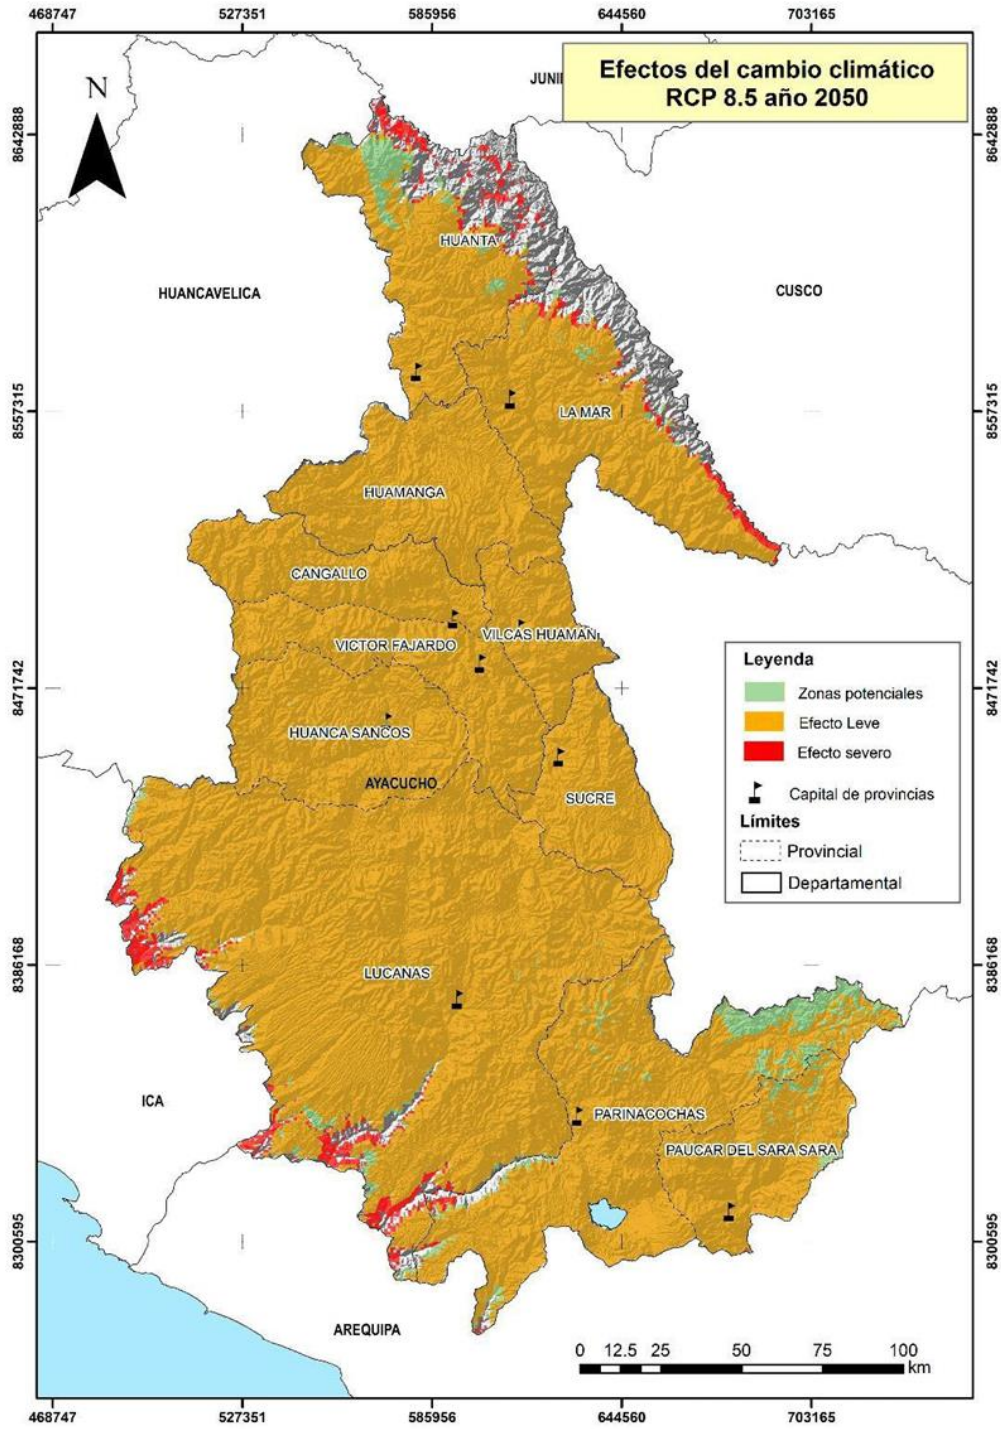 468747 527351 585956 644560 703165
Efectos del cambio climático
RCP 8.5 año 2050
N
8642888
8642888
HUANTA
HUANCAVELICA
CUSCO
8557315
LA MAR
8557315
HUAMANGA
CANGALLO
VICTOR FAJARDO
VILCAS HUAMAN
Leyenda
Zonas potenciales
Efecto Leve
Efecto severo
Capital de provincias
Límites
Provincial
Departamental
8471742
8471742
HUANCA SANCOS
AYACUCHO
SUCRE
8386168
LUCANAS
8386168
ICA
PARINACOCHAS
PAUCAR DEL SARA SARA
8300595
8300595
AREQUIPA
0 12.5 25 50 75 100
km
468747 527351 585956 644560 703165